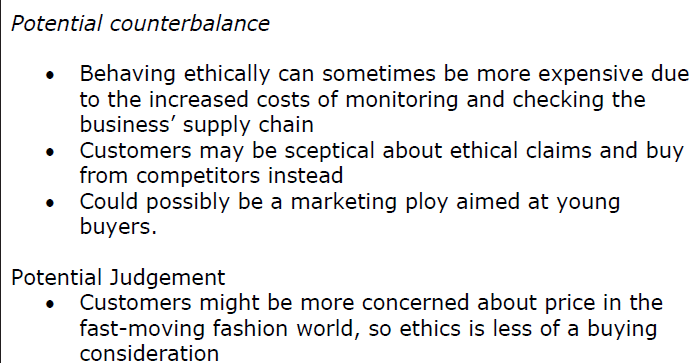 Potential counterbalance
• Behaving ethically can sometimes be more expensive due
to the increased costs of monitoring and checking the
business’ supply chain
• Customers may be sceptical about ethical claims and buy
from competitors instead
• Could possibly be a marketing ploy aimed at young
buyers.
Potential Judgement
• Customers might be more concerned about price in the
fast-moving fashion world, so ethics is less of a buying
consideration